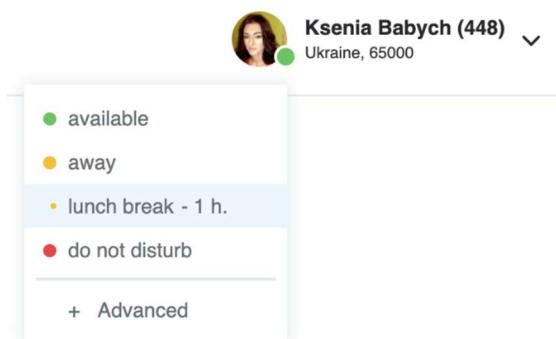 Ksenia Babych (448)
Ukraine, 65000
available
away
lunch break - 1 h.
do not disturb
+ Advanced